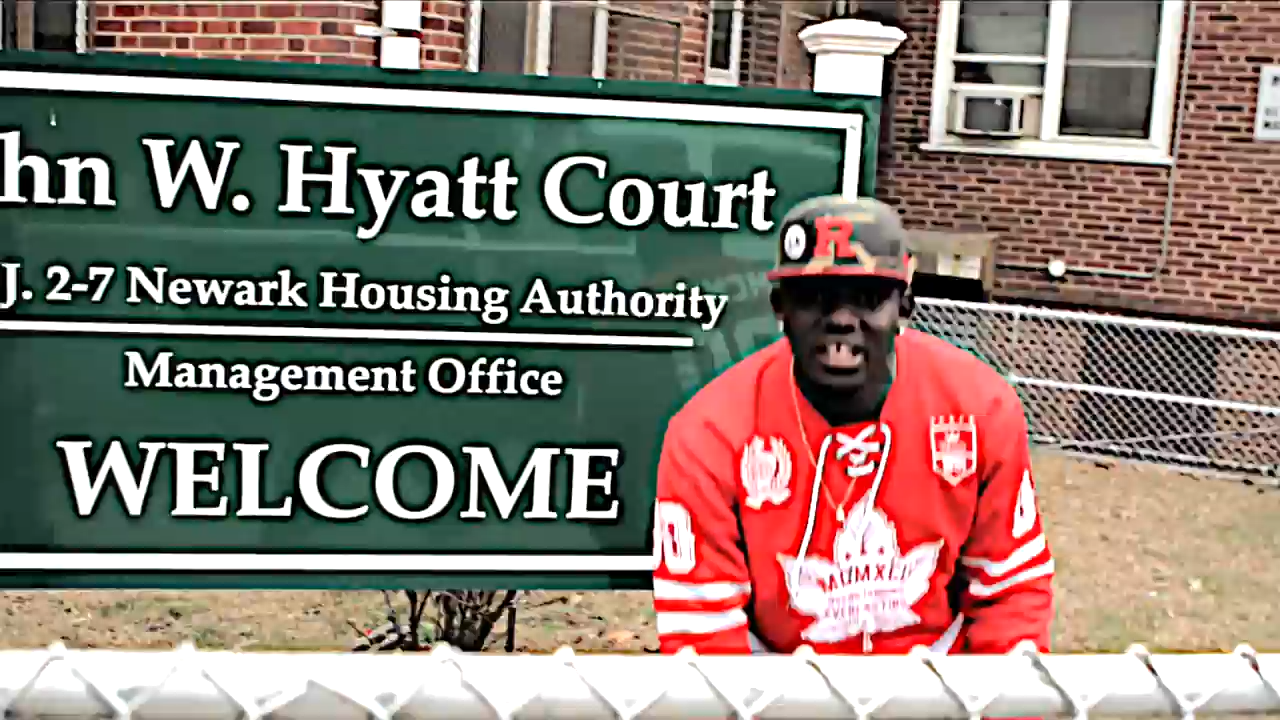 hn W. Hyatt Court
J. 2-7 Newark Housing Authority
Management Office
WELCOME
R